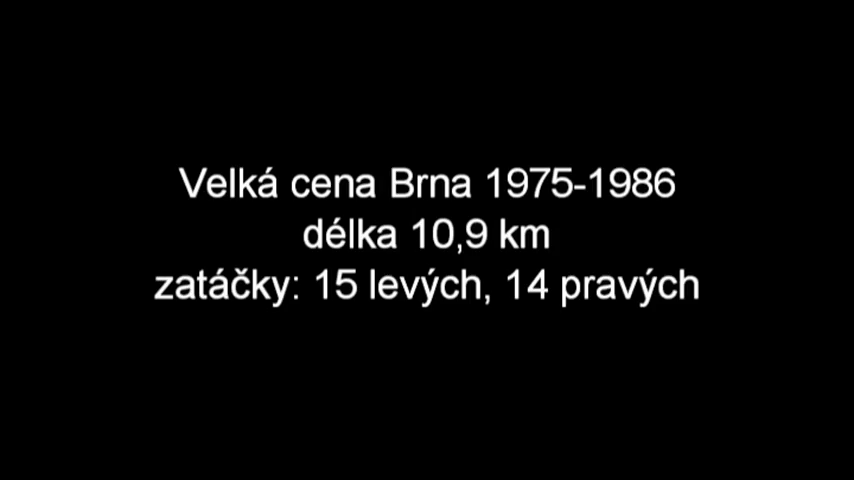 Velká cena Brna 1975-1986
délka 10,9 km
zatáčky: 15 levých, 14 pravých